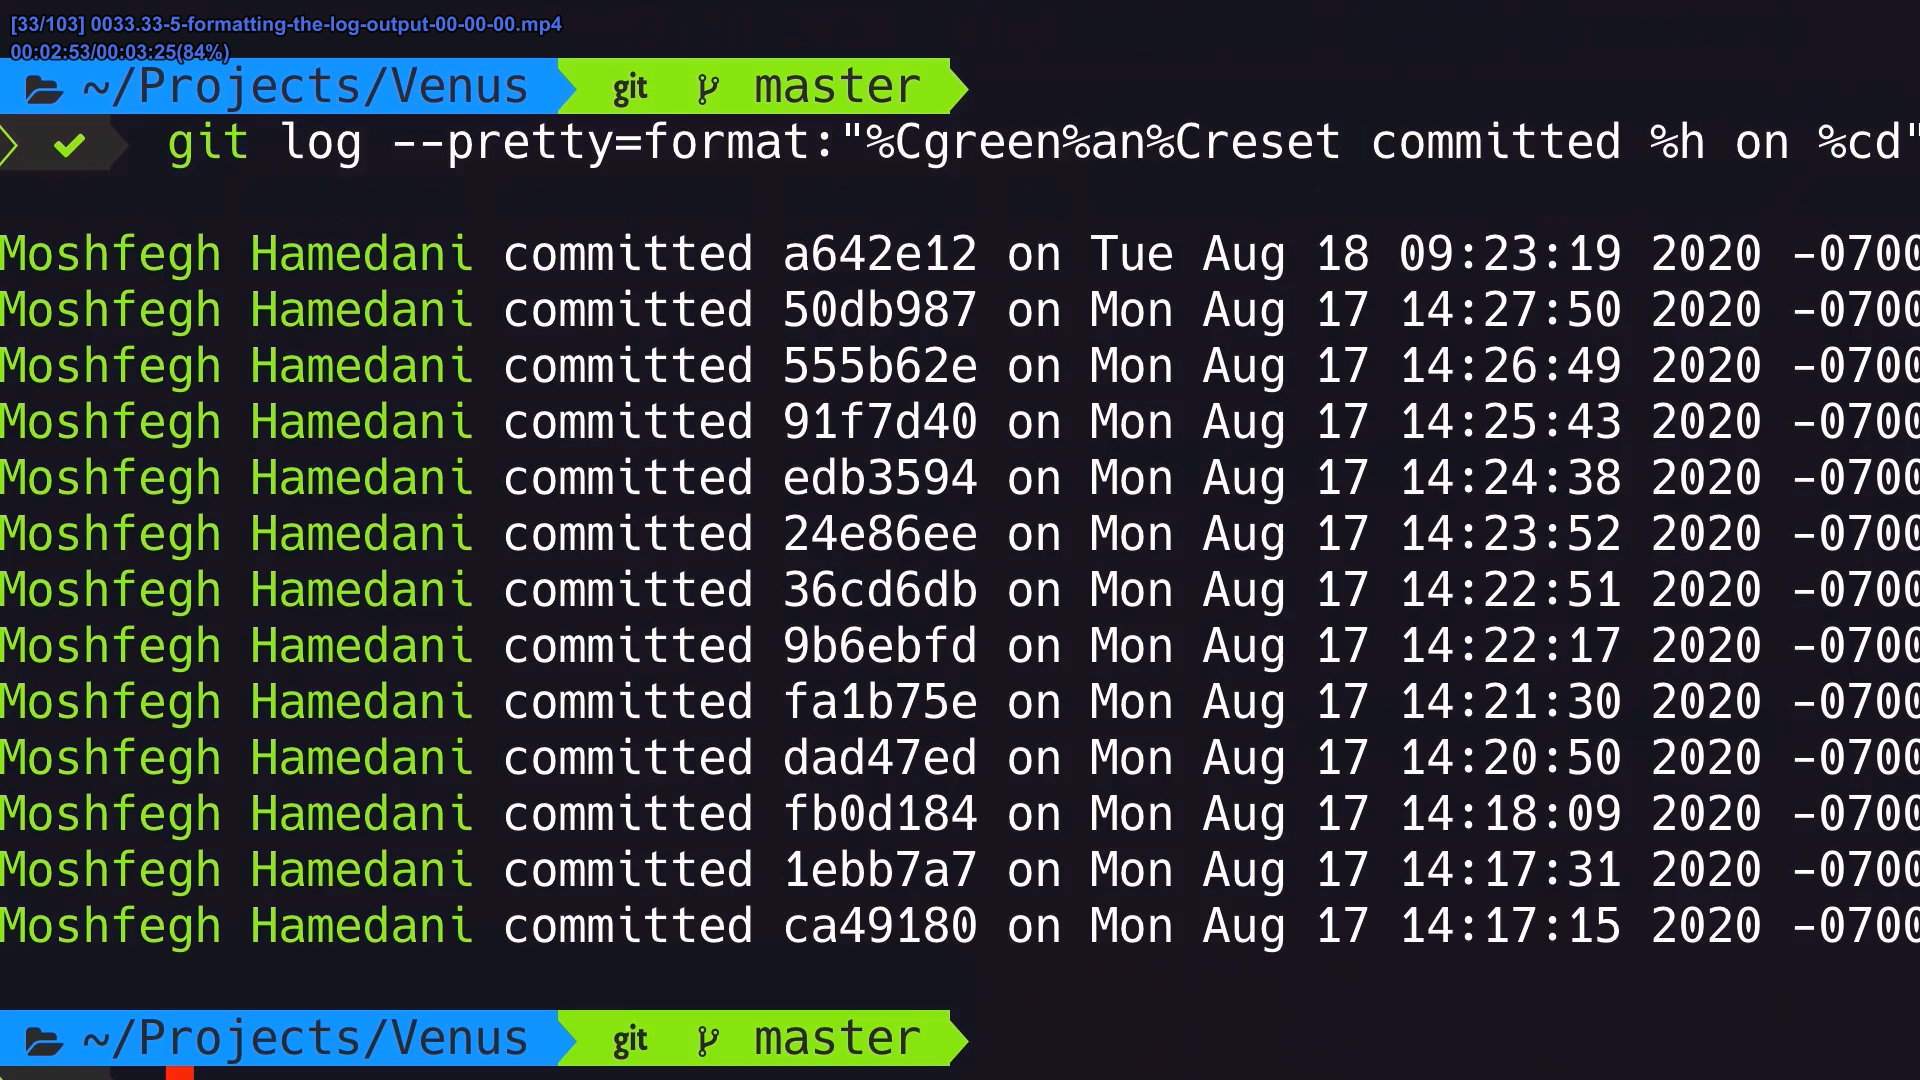 [33/103] 0033.33-5-formatting-the-log-output-00-00-00.mp4
00:02:53/00:03:25(84%)
~/Projects/Venus git master
git log --pretty=format:"%Cgreen%an%Creset committed %h on %cd"
Moshfegh Hamedani committed a642e12 on Tue Aug 18 09:23:19 2020 -0700
Moshfegh Hamedani committed 50db987 on Mon Aug 17 14:27:50 2020 -0700
Moshfegh Hamedani committed 555b62e on Mon Aug 17 14:26:49 2020 -0700
Moshfegh Hamedani committed 91f7d40 on Mon Aug 17 14:25:43 2020 -0700
Moshfegh Hamedani committed edb3594 on Mon Aug 17 14:24:38 2020 -0700
Moshfegh Hamedani committed 24e86ee on Mon Aug 17 14:23:52 2020 -0700
Moshfegh Hamedani committed 36cd6db on Mon Aug 17 14:22:51 2020 -0700
Moshfegh Hamedani committed 9b6ebfd on Mon Aug 17 14:22:17 2020 -0700
Moshfegh Hamedani committed fa1b75e on Mon Aug 17 14:21:30 2020 -0700
Moshfegh Hamedani committed dad47ed on Mon Aug 17 14:20:50 2020 -0700
Moshfegh Hamedani committed fb0d184 on Mon Aug 17 14:18:09 2020 -0700
Moshfegh Hamedani committed 1ebb7a7 on Mon Aug 17 14:17:31 2020 -0700
Moshfegh Hamedani committed ca49180 on Mon Aug 17 14:17:15 2020 -0700
~/Projects/Venus git master